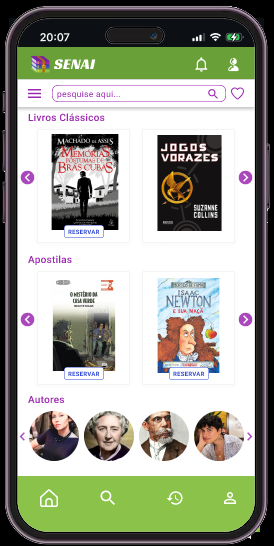 20:07
SENAI
pesquise aqui...
Livros Clássicos
MACHADO DE ASSIS
MEMÓRIAS
PÓSTUMAS DE
BRÁS CUBAS
RESERVAR
JOGOS
VORAZES
SUZANNE
COLLINS
Apostilas
O MISTÉRIO DA
CASA VERDE
RESERVAR
ISAAC
NEWTON
E SUA MAÇÃ
RESERVAR
Autores